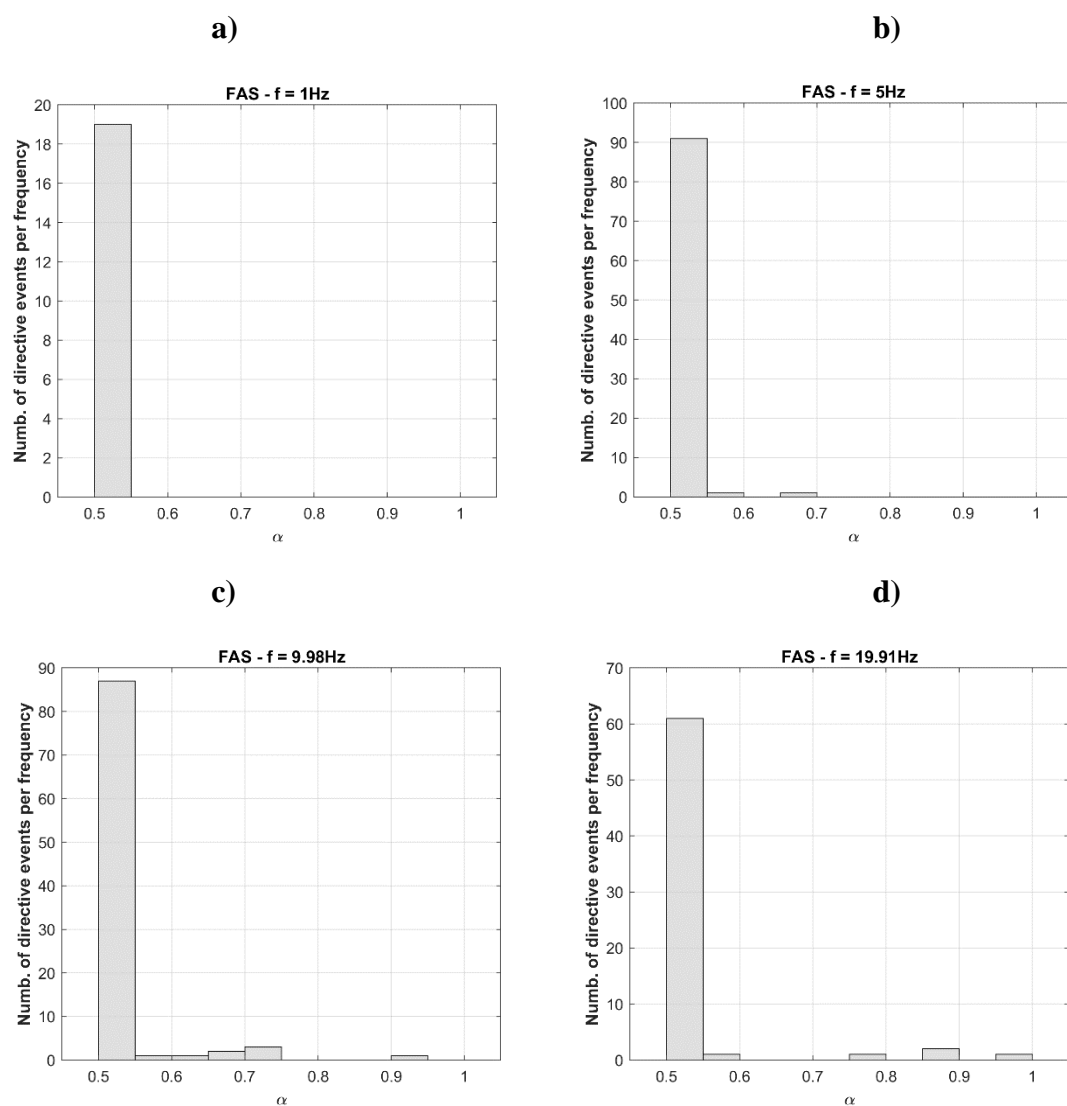 a)
b)
FAS - f = 1Hz
20
18
16
14
12
10
8
6
4
2
0
Numb. of directive events per frequency
0.5 0.6 0.7 0.8 0.9 1
α
FAS - f = 5Hz
100
90
80
70
60
50
40
30
20
10
0
Numb. of directive events per frequency
0.5 0.6 0.7 0.8 0.9 1
α
c)
d)
FAS - f = 9.98Hz
90
80
70
60
50
40
30
20
10
0
Numb. of directive events per frequency
0.5 0.6 0.7 0.8 0.9 1
α
FAS - f = 19.91Hz
70
60
50
40
30
20
10
0
Numb. of directive events per frequency
0.5 0.6 0.7 0.8 0.9 1
α